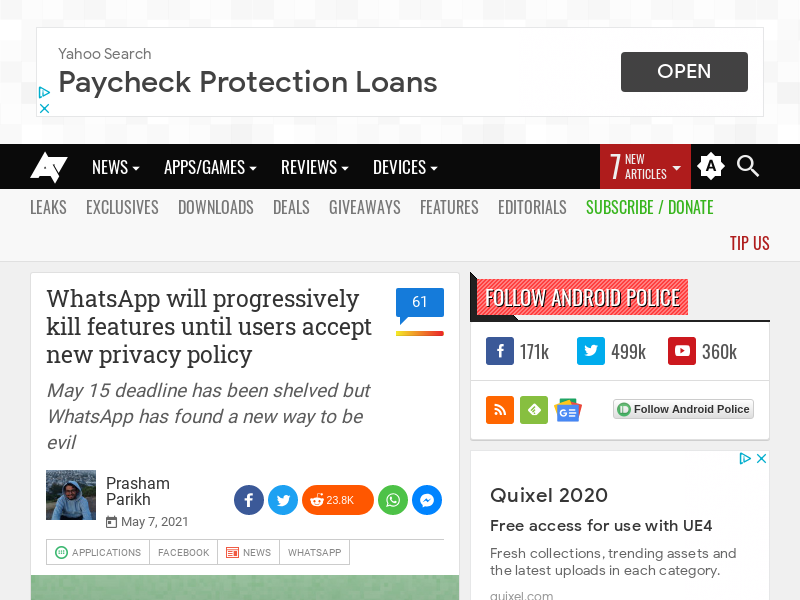 Yahoo Search
Paycheck Protection Loans
OPEN
NEWS
APPS/GAMES
REVIEWS
DEVICES
7 NEW ARTICLES
A
LEAKS
EXCLUSIVES
DOWNLOADS
DEALS
GIVEAWAYS
FEATURES
EDITORIALS
SUBSCRIBE / DONATE
TIP US
WhatsApp will progressively
kill features until users accept
new privacy policy
61
May 15 deadline has been shelved but
WhatsApp has found a new way to be
evil
Prasham
Parikh
May 7, 2021
23.8K
APPLICATIONS
FACEBOOK
NEWS
WHATSAPP
FOLLOW ANDROID POLICE
171k
499k
360k
Follow Android Police
Quixel 2020
Free access for use with UE4
Fresh collections, trending assets and
the latest uploads in each category.
quixel.com